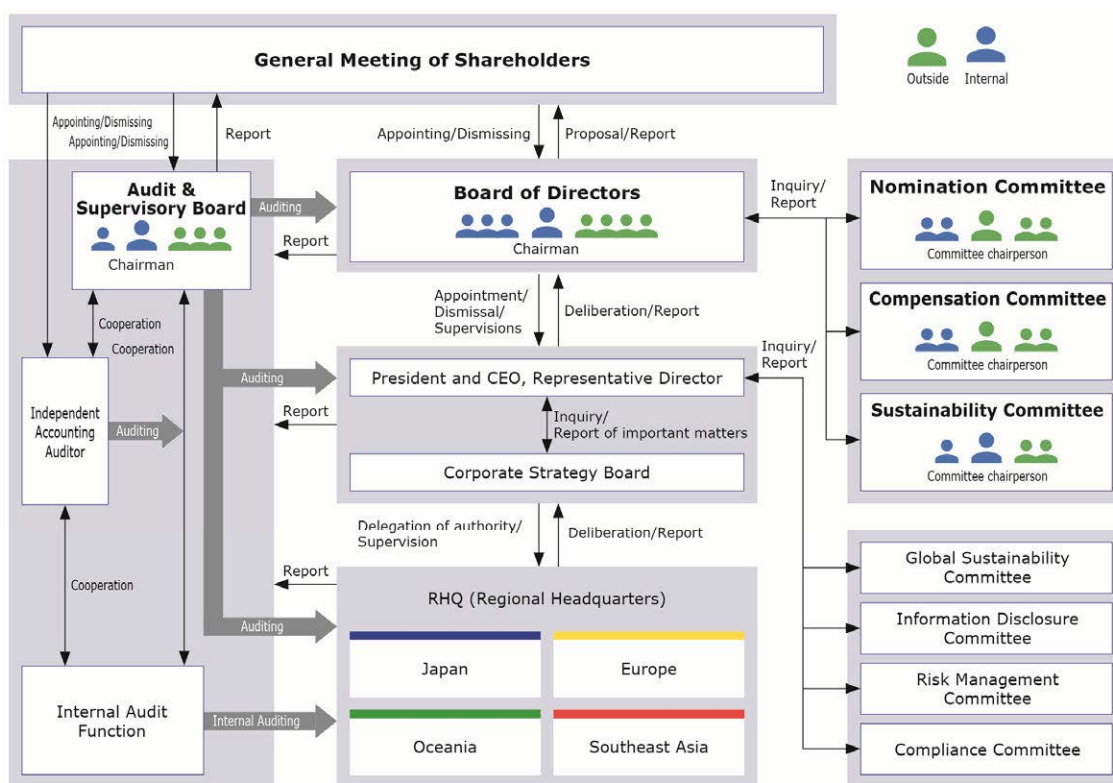 General Meeting of Shareholders
Outside
Internal
Appointing/Dismissing
Appointing/Dismissing
Report
Appointing/Dismissing
Proposal/Report
Audit &
Supervisory Board
Chairman
Auditing
Report
Board of Directors
Chairman
Inquiry/
Report
Nomination Committee
Committee chairperson
Compensation Committee
Committee chairperson
Sustainability Committee
Committee chairperson
Cooperation
Cooperation
Appointment/
Dismissal/
Supervisions
Deliberation/Report
Inquiry/
Report
Independent
Accounting
Auditor
Auditing
Auditing
Report
President and CEO, Representative Director
Inquiry/
Report of important matters
Corporate Strategy Board
Delegation of authority/
Supervision
Deliberation/Report
Cooperation
Report
Auditing
RHQ (Regional Headquarters)
Japan
Europe
Oceania
Southeast Asia
Internal Audit
Function
Internal Auditing
Global Sustainability
Committee
Information Disclosure
Committee
Risk Management
Committee
Compliance Committee